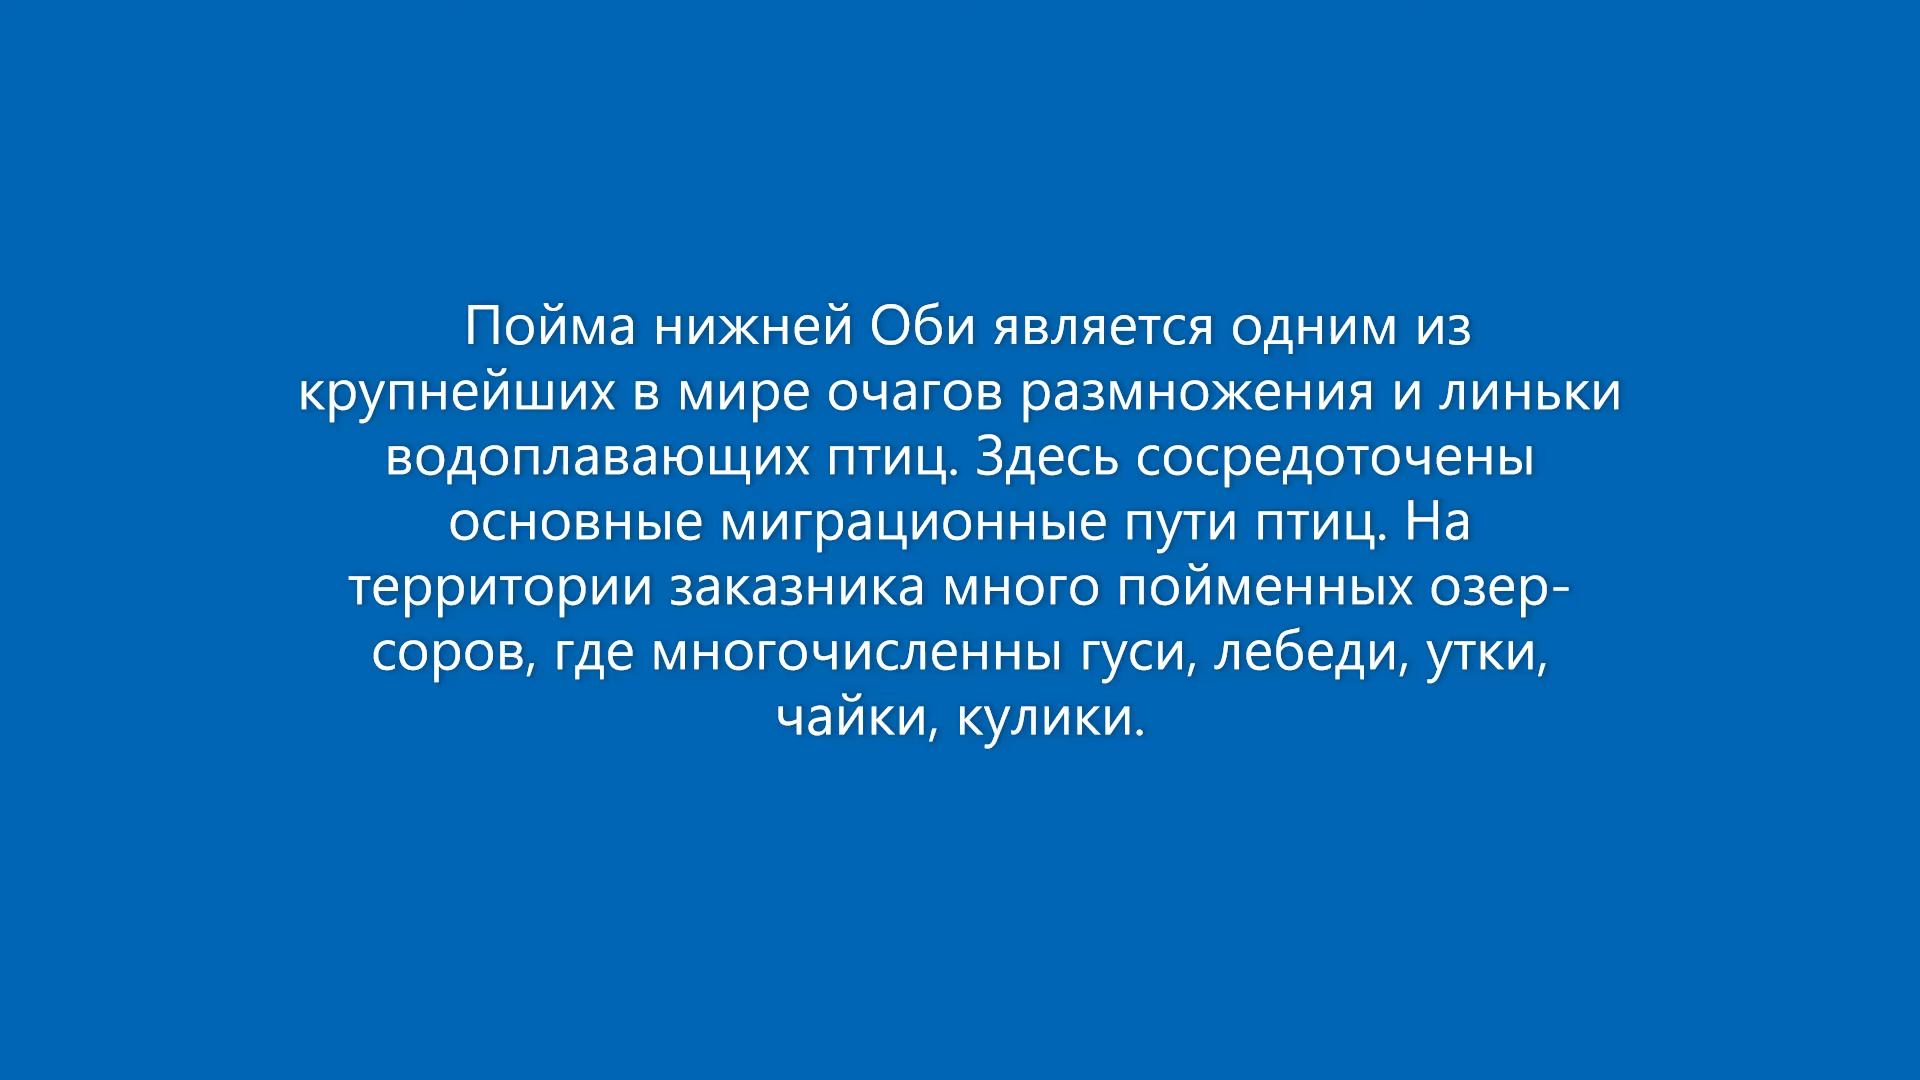 Пойма нижней Оби является одним из
крупнейших в мире очагов размножения и линьки
водоплавающих птиц. Здесь сосредоточены
основные миграционные пути птиц. На
территории заказника много пойменных озер-
соров, где многочисленны гуси, лебеди, утки,
чайки, кулики.